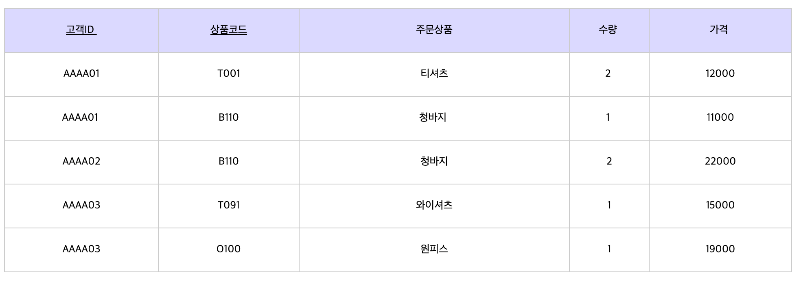 고객ID 상품코드 주문상품 수량 가격
AAAA01 T001 티셔츠 2 12000
AAAA01 B110 청바지 1 11000
AAAA02 B110 청바지 2 22000
AAAA03 T091 와이셔츠 1 15000
AAAA03 O100 원피스 1 19000